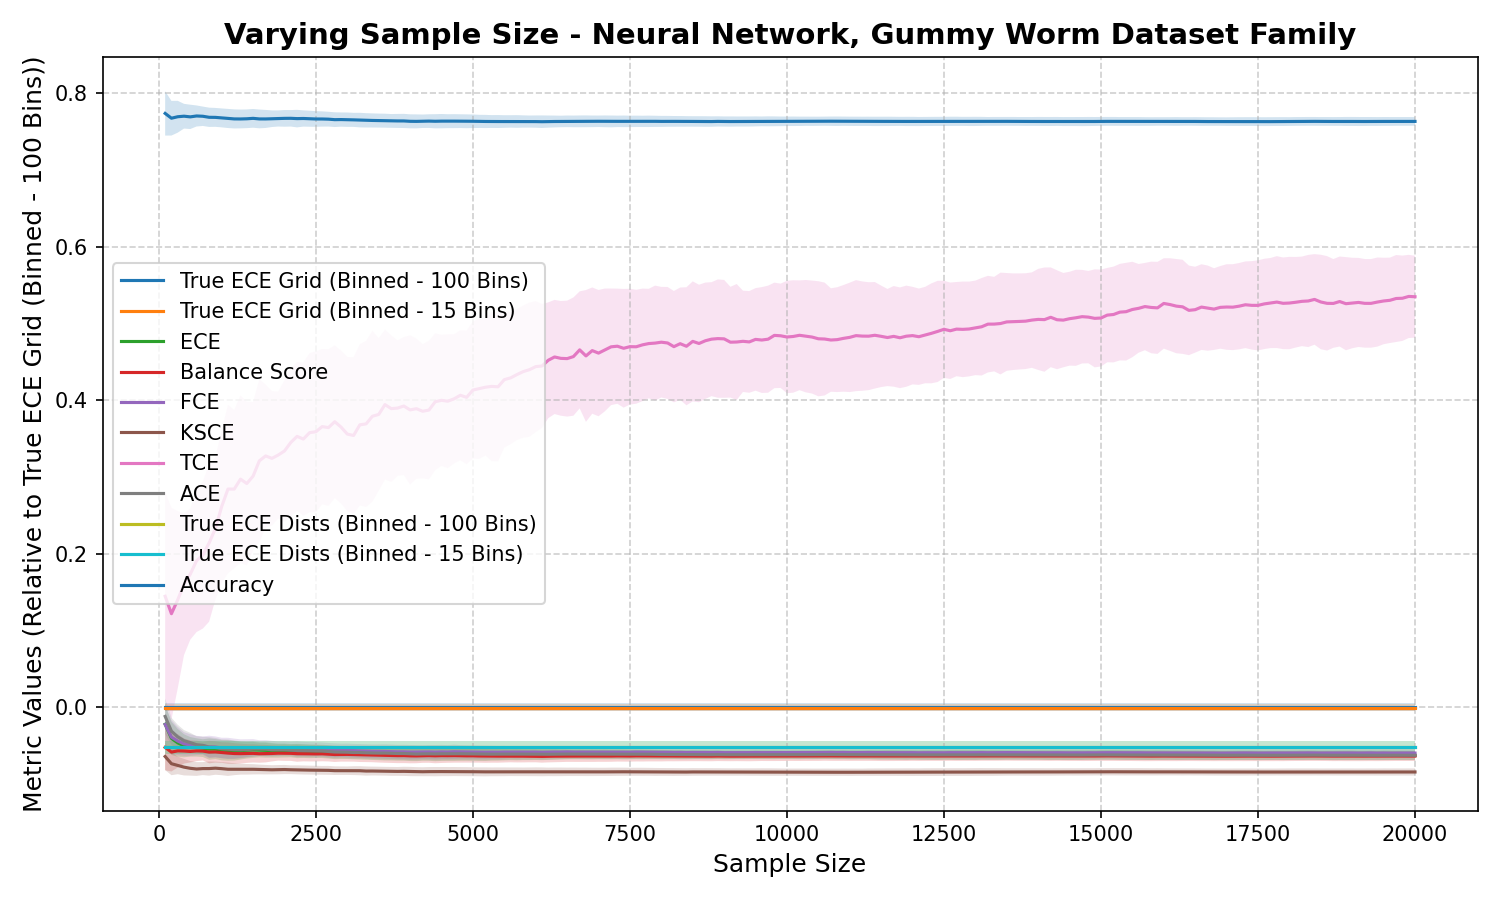 Varying Sample Size - Neural Network, Gummy Worm Dataset Family
Metric Values (Relative to True ECE Grid (Binned - 100 Bins))
0.8
0.6
0.4
0.2
0.0
True ECE Grid (Binned - 100 Bins)
True ECE Grid (Binned - 15 Bins)
ECE
Balance Score
FCE
KSCE
TCE
ACE
True ECE Dists (Binned - 100 Bins)
True ECE Dists (Binned - 15 Bins)
Accuracy
0 2500 5000 7500 10000 12500 15000 17500 20000
Sample Size